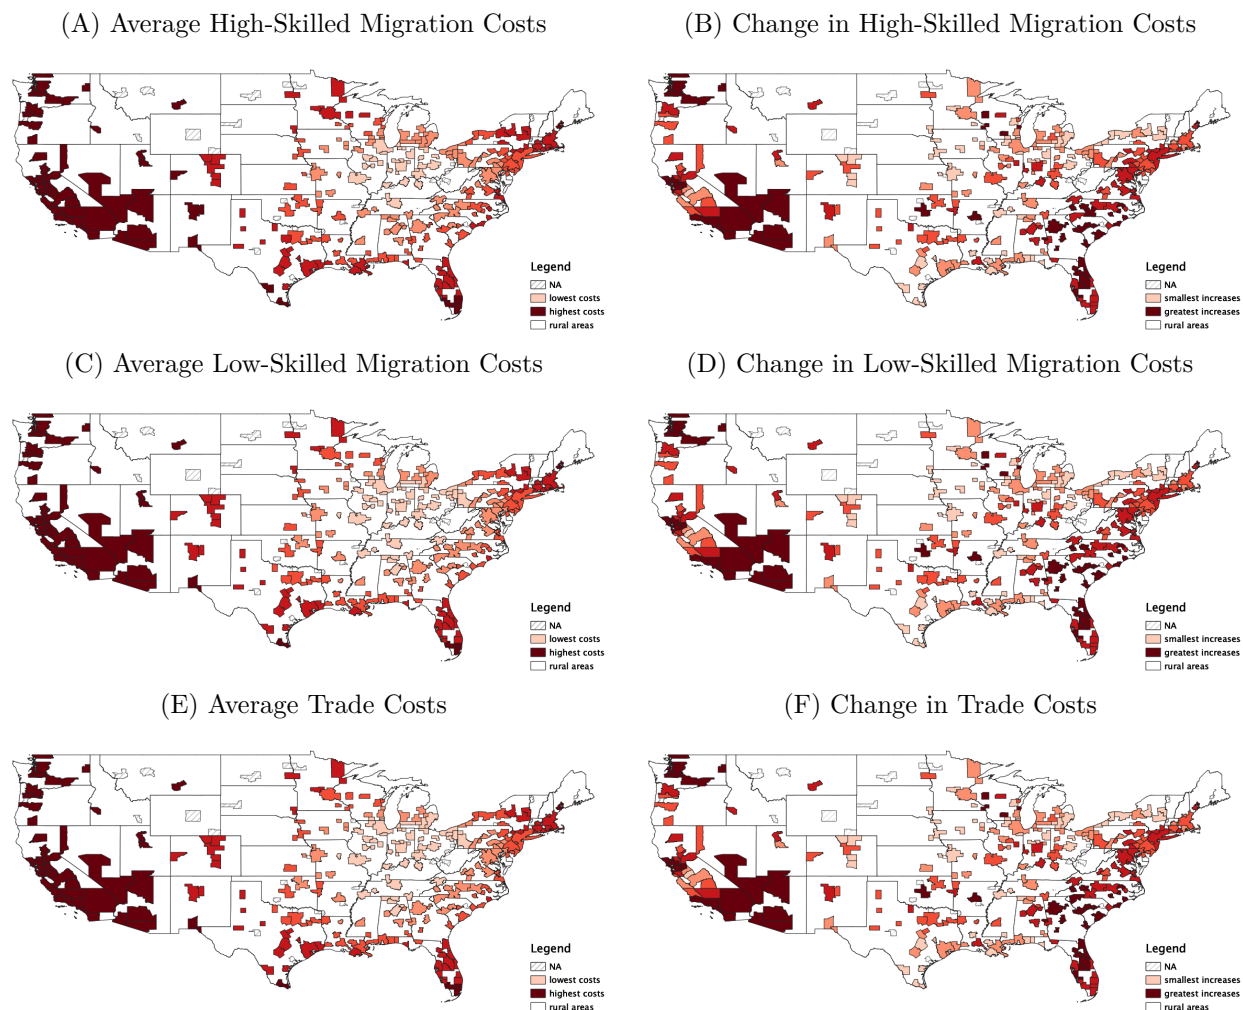 (A) Average High-Skilled Migration Costs
(B) Change in High-Skilled Migration Costs
Legend
NA
lowest costs
highest costs
rural areas
Legend
NA
smallest increases
greatest increases
rural areas
(C) Average Low-Skilled Migration Costs
(D) Change in Low-Skilled Migration Costs
Legend
NA
lowest costs
highest costs
rural areas
Legend
NA
smallest increases
greatest increases
rural areas
(E) Average Trade Costs
(F) Change in Trade Costs
Legend
NA
lowest costs
highest costs
rural areas
Legend
NA
smallest increases
greatest increases
rural areas